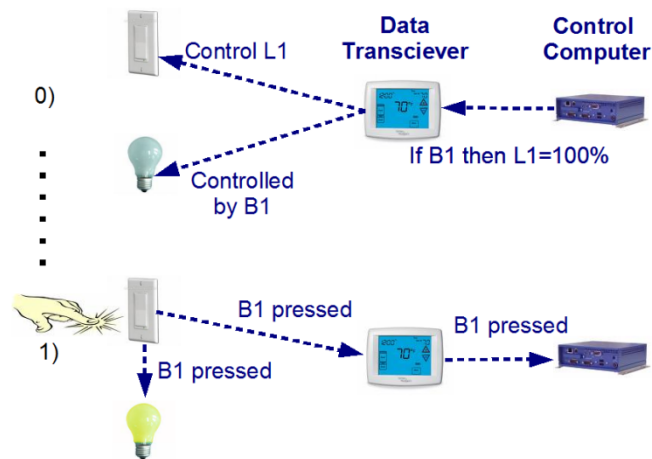 Data
Transciever
Control
Computer
Control L1
0)
If B1 then L1=100%
Controlled
by B1
B1 pressed
B1 pressed
1)
B1 pressed